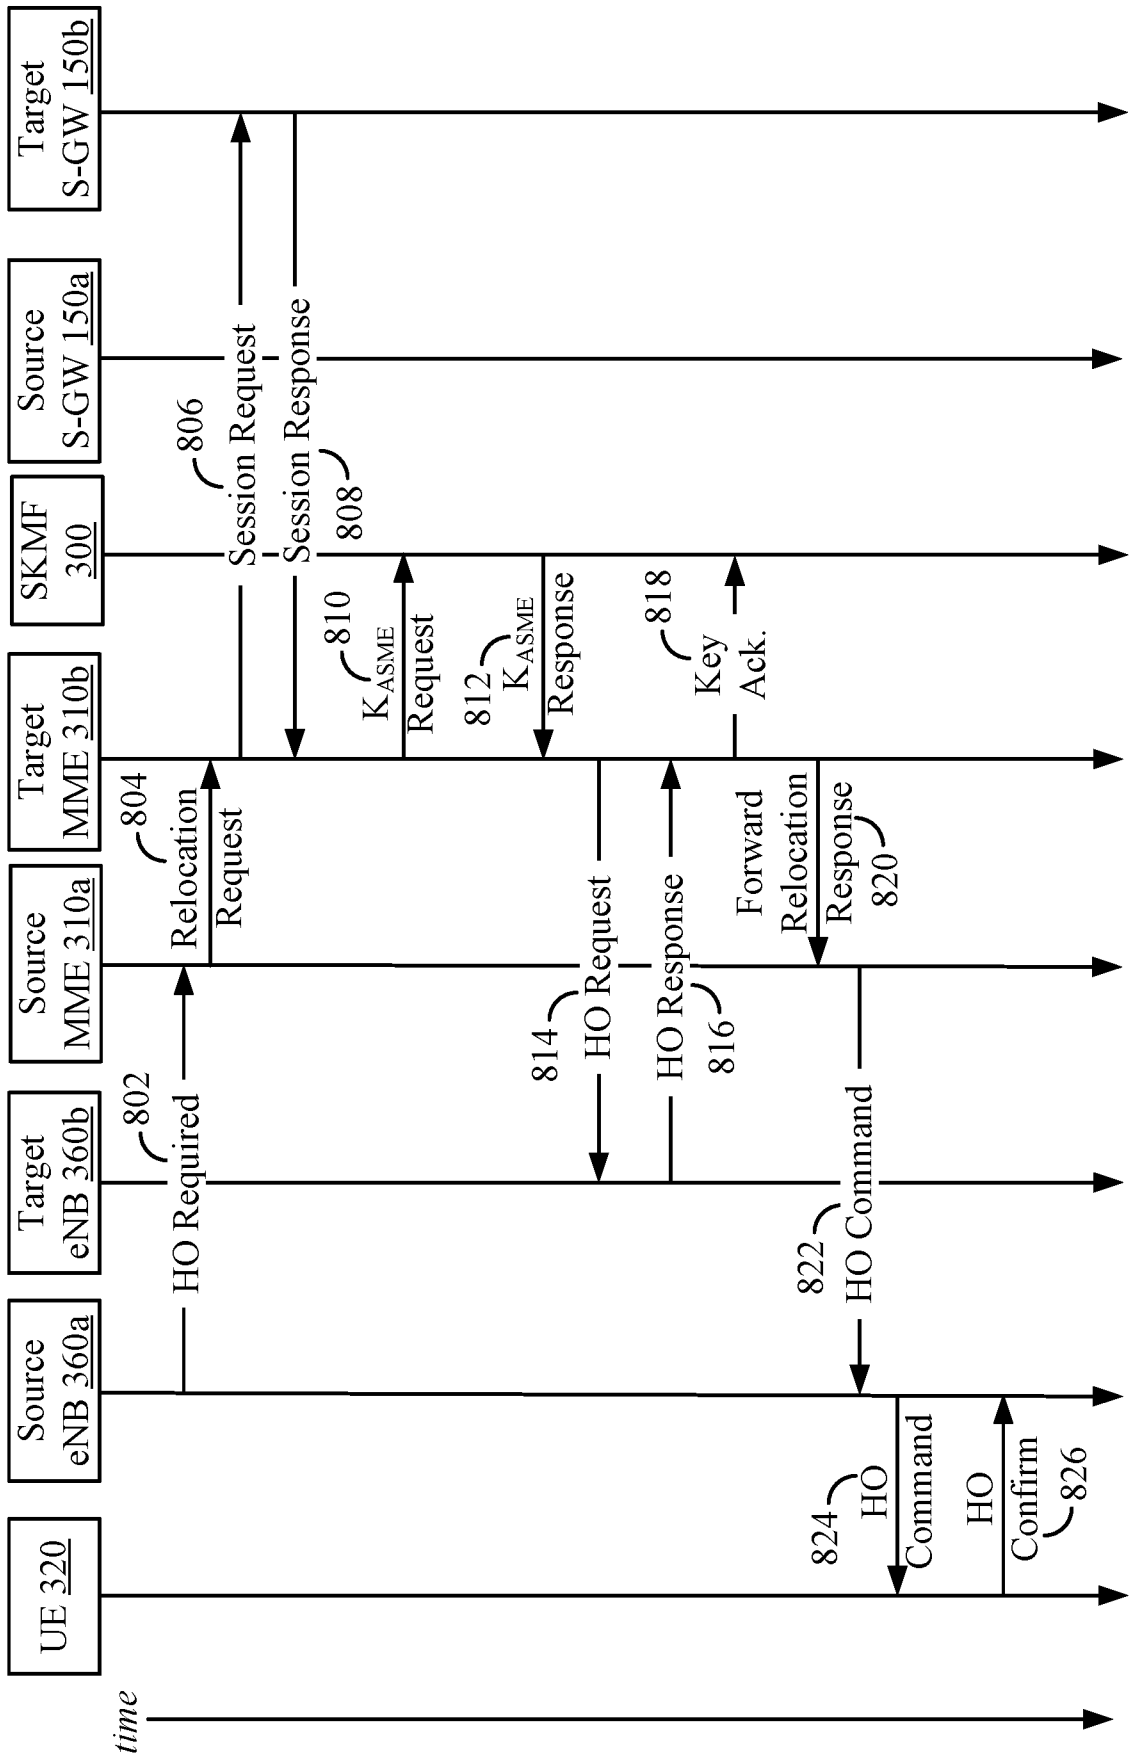 UE 320
Source
eNB 360a
Target
eNB 360b
Source
MME 310a
Target
MME 310b
SKMF
300
Source
S-GW 150a
Target
S-GW 150b
time
802
HO Required
804
Relocation
Request
806
Session Request
Session Response
808
810
KASME
Request
812
KASME
Response
814
HO Request
HO Response
816
818
Key
Ack.
Forward
Relocation
Response
820
822
HO Command
824
HO
Command
HO
Confirm
826